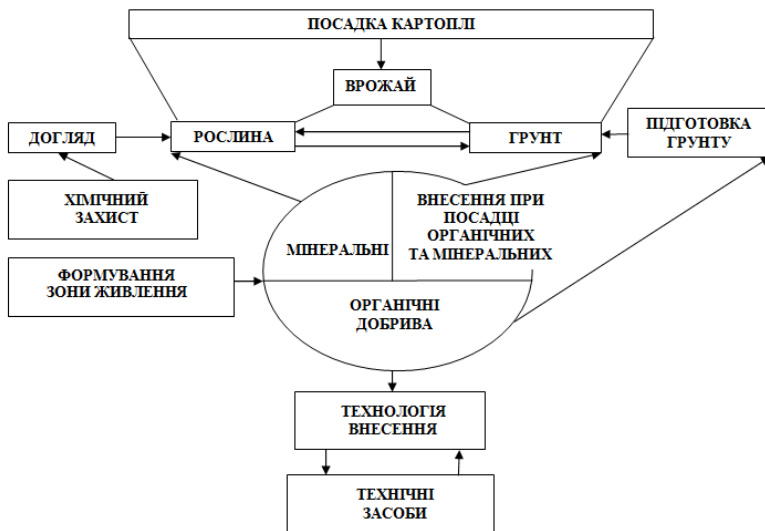 ПОСАДКА КАРТОПЛІ
ВРОЖАЙ
ДОГЛЯД
РОСЛИНА
ГРУНТ
ПІДГОТОВКА
ГРУНТУ
ХІМІЧНИЙ
ЗАХИСТ
МІНЕРАЛЬНІ
ВНЕСЕННЯ ПРИ
ПОСАДЦІ
ОРГАНІЧНИХ
ТА МІНЕРАЛЬНИХ
ФОРМУВАННЯ
ЗОНИ ЖИВЛЕННЯ
ОРГАНІЧНІ
ДОБРИВА
ТЕХНОЛОГІЯ
ВНЕСЕННЯ
ТЕХНІЧНІ
ЗАСОБИ